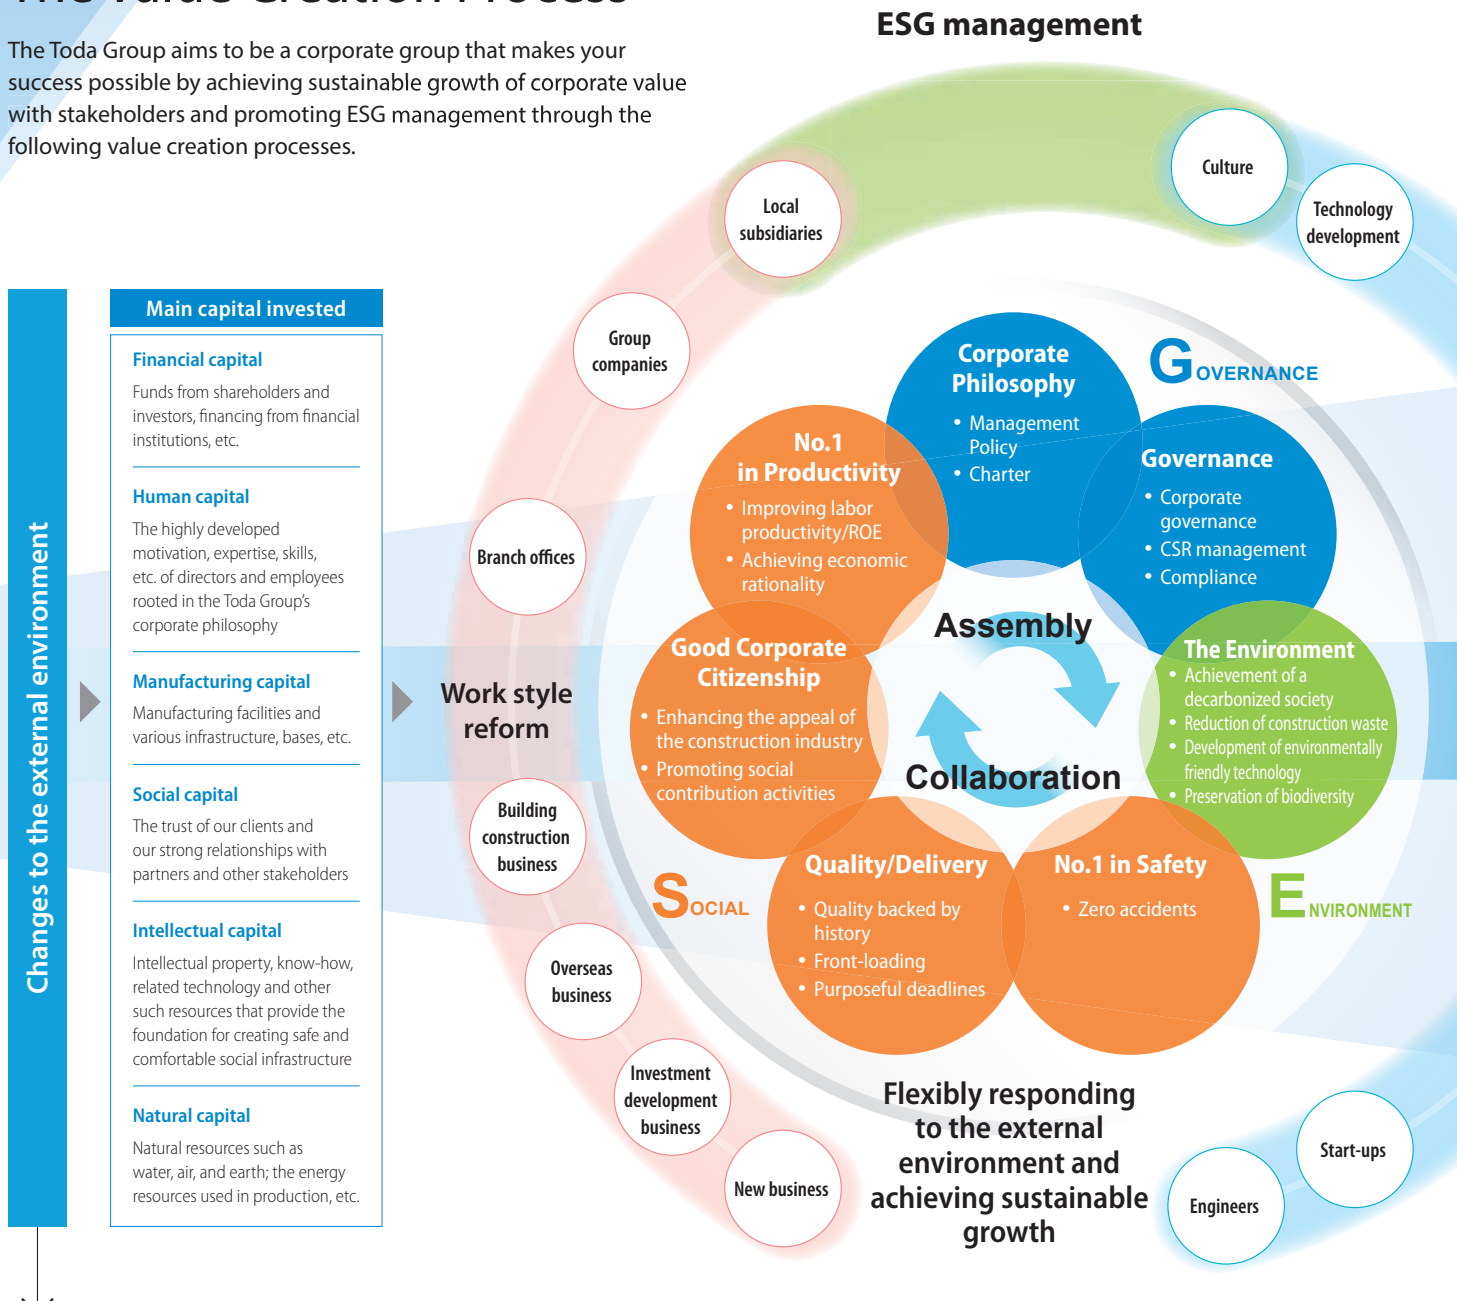 The Value Creation Process
The Toda Group aims to be a corporate group that makes your
success possible by achieving sustainable growth of corporate value
with stakeholders and promoting ESG management through the
following value creation processes.
ESG management
Changes to the external environment
Main capital invested
Financial capital
Funds from shareholders and
investors, financing from financial
institutions, etc.
Human capital
The highly developed
motivation, expertise, skills,
etc. of directors and employees
rooted in the Toda Group's
corporate philosophy
Manufacturing capital
Manufacturing facilities and
various infrastructure, bases, etc.
Social capital
The trust of our clients and
our strong relationships with
partners and other stakeholders
Intellectual capital
Intellectual property, know-how,
related technology and other
such resources that provide the
foundation for creating safe and
comfortable social infrastructure
Natural capital
Natural resources such as
water, air, and earth; the energy
resources used in production, etc.
Local
subsidiaries
Group
companies
Branch offices
Work style
reform
Building
construction
business
Overseas
business
Investment
development
business
New business
Culture
Technology
development
GOVERNANCE
Corporate
Philosophy
• Management
Policy
• Charter
Governance
• Corporate
governance
• CSR management
• Compliance
No.1
in Productivity
• Improving labor
productivity/ROE
• Achieving economic
rationality
Assembly
Collaboration
Good Corporate
Citizenship
• Enhancing the appeal of
the construction industry
• Promoting social
contribution activities
The Environment
• Achievement of a
decarbonized society
• Reduction of construction waste
• Development of environmentally
friendly technology
• Preservation of biodiversity
SOCIAL
Quality/Delivery
• Quality backed by
history
• Front-loading
• Purposeful deadlines
No.1 in Safety
• Zero accidents
ENVIRONMENT
Flexibly responding
to the external
environment and
achieving sustainable
growth
Start-ups
Engineers